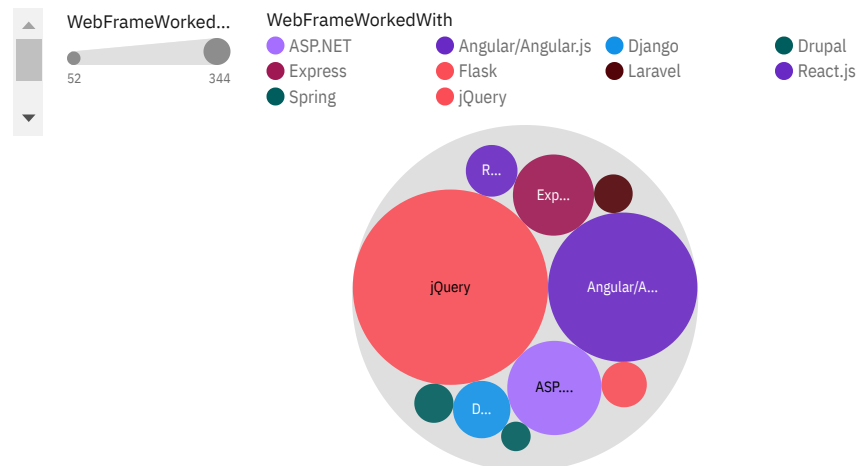 WebFrameWorked...
52 344
WebFrameWorkedWith
ASP.NET Angular/Angular.js Django Drupal
Express Flask Laravel React.js
Spring jQuery
R...
Exp...
jQuery
Angular/A...
ASP....
D...